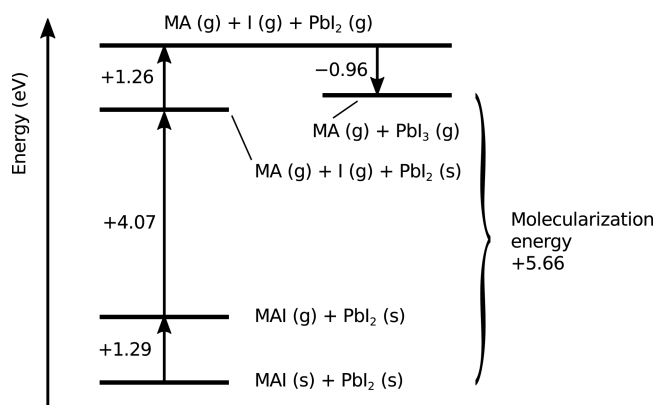 MA (g) + I (g) + PbI₂ (g)
+1.26
−0.96
MA (g) + PbI₃ (g)
MA (g) + I (g) + PbI₂ (s)
Energy (eV)
+4.07
Molecularization
energy
+5.66
MAI (g) + PbI₂ (s)
+1.29
MAI (s) + PbI₂ (s)